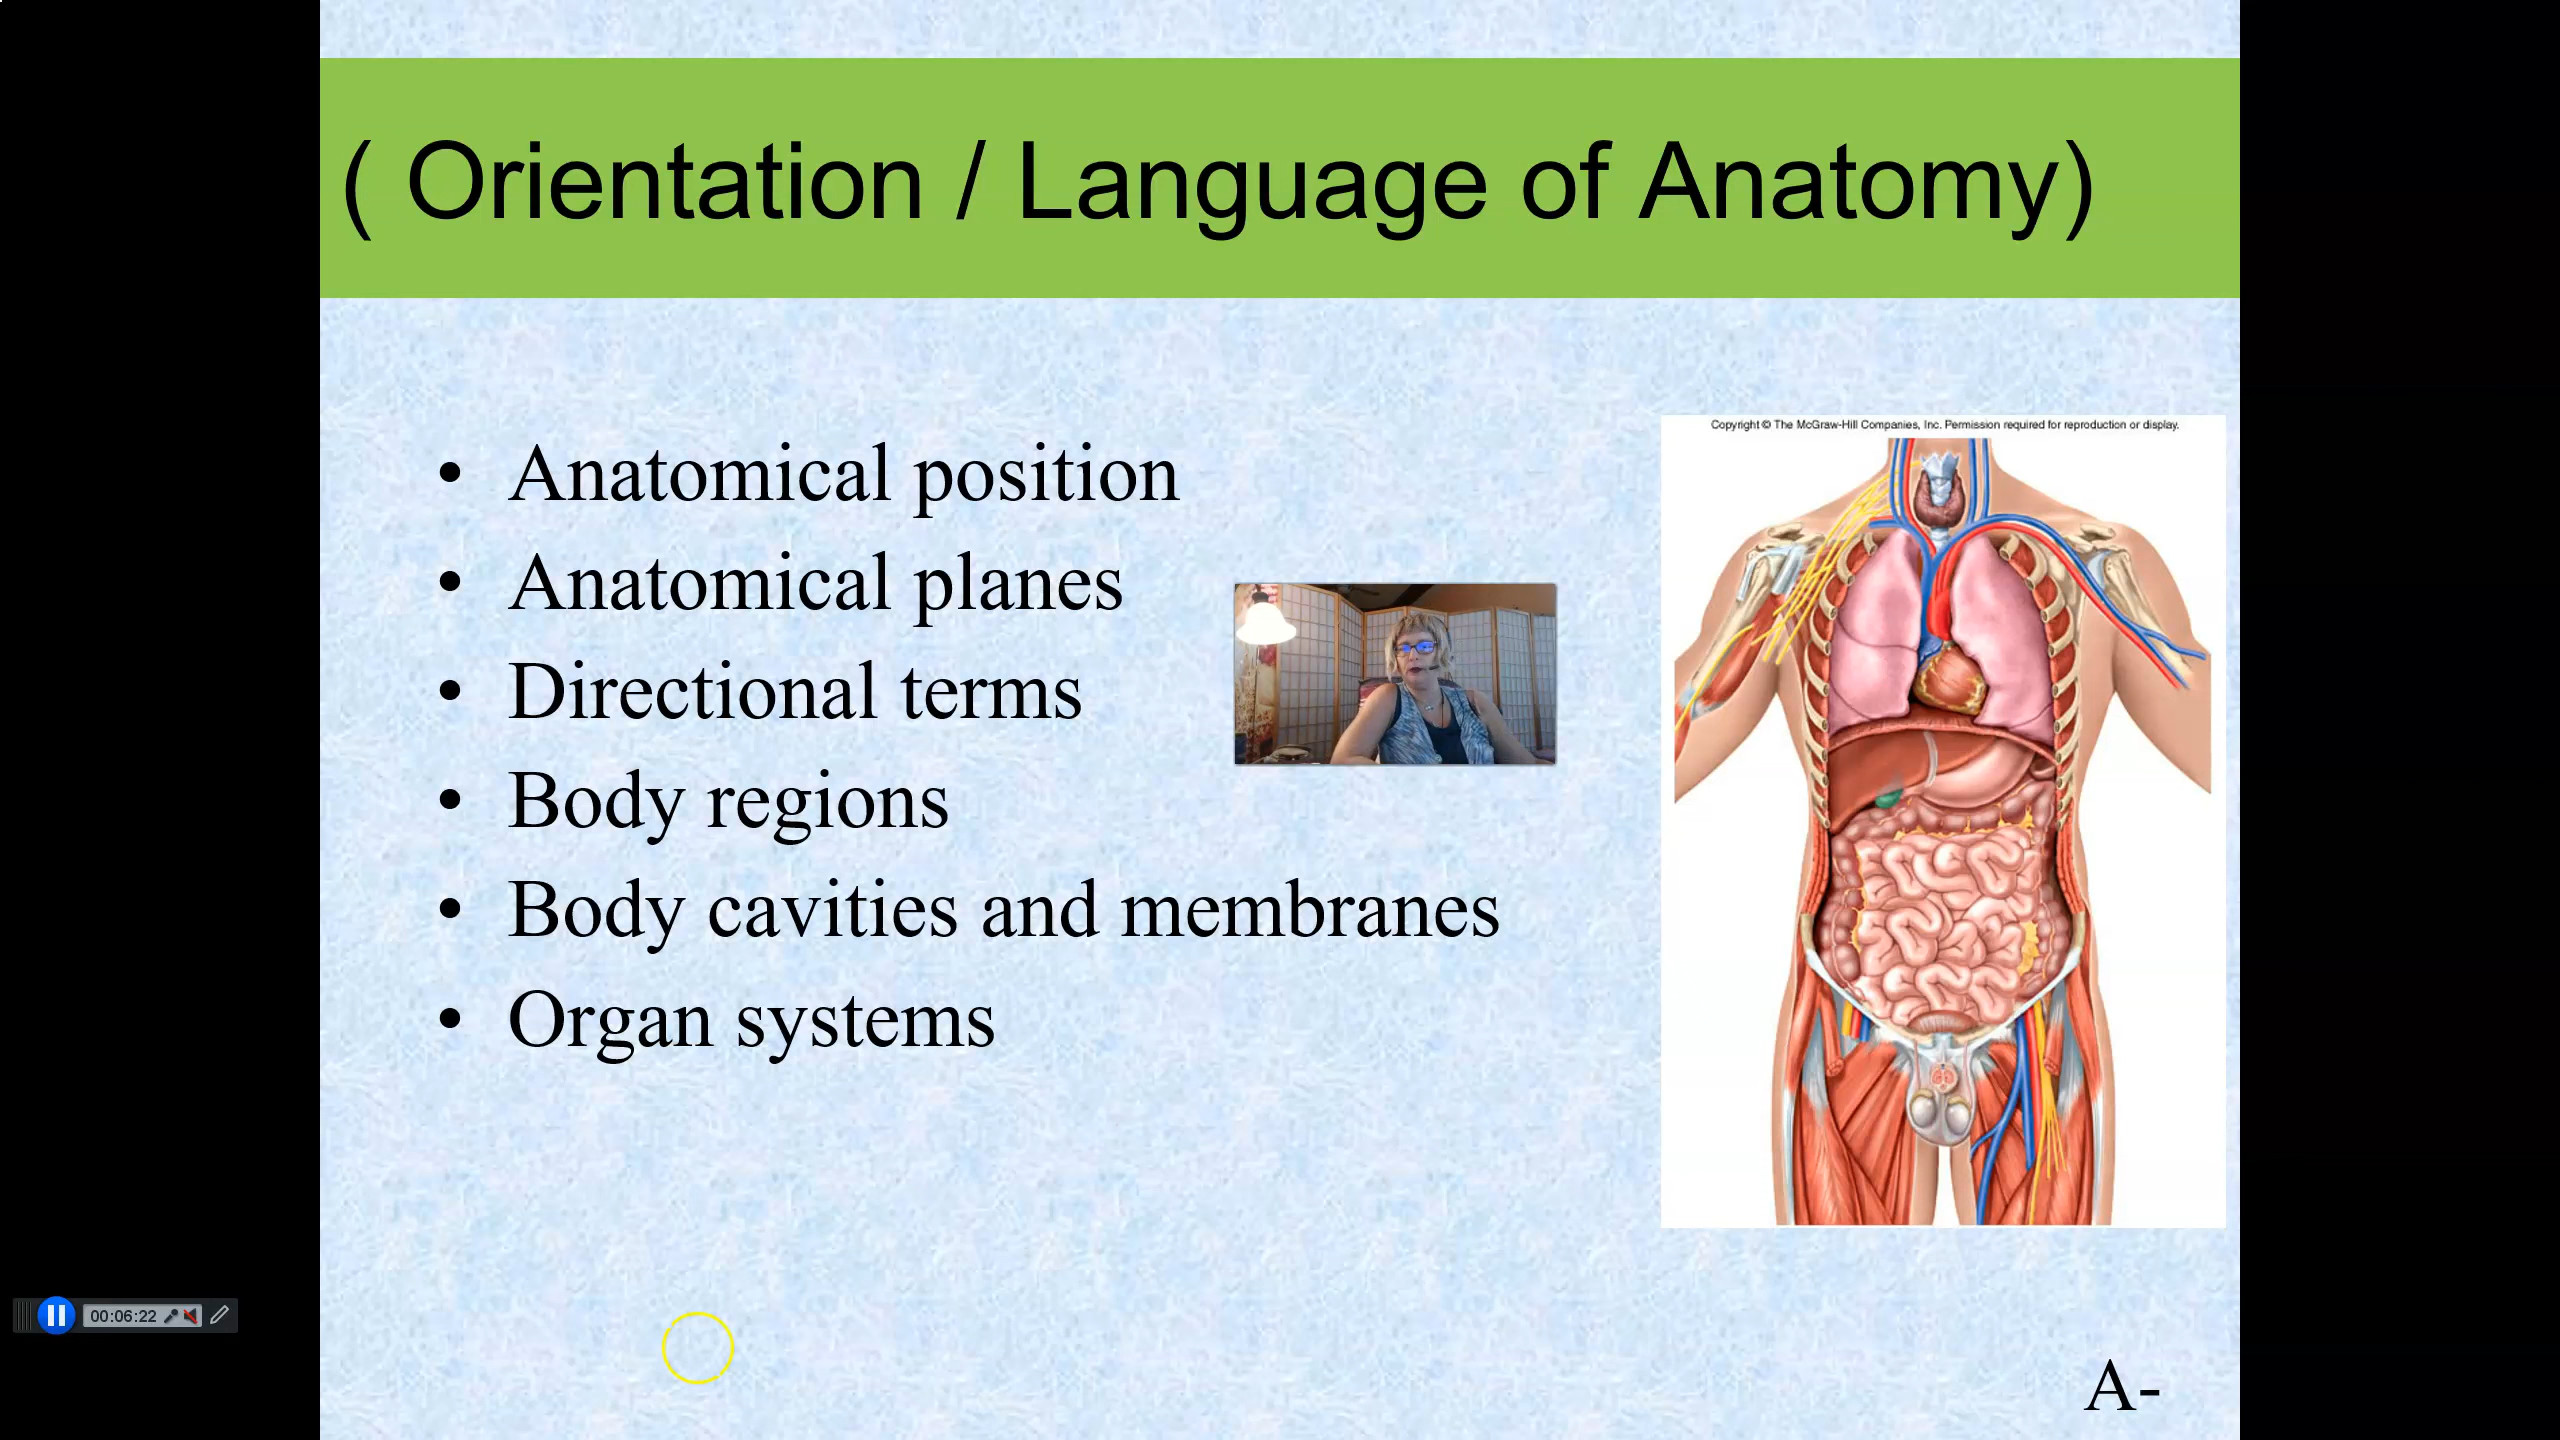 ( Orientation / Language of Anatomy)
• Anatomical position
• Anatomical planes
• Directional terms
• Body regions
• Body cavities and membranes
• Organ systems
Copyright © The McGraw-Hill Companies, Inc. Permission required for reproduction or display.
00:06:22
A-